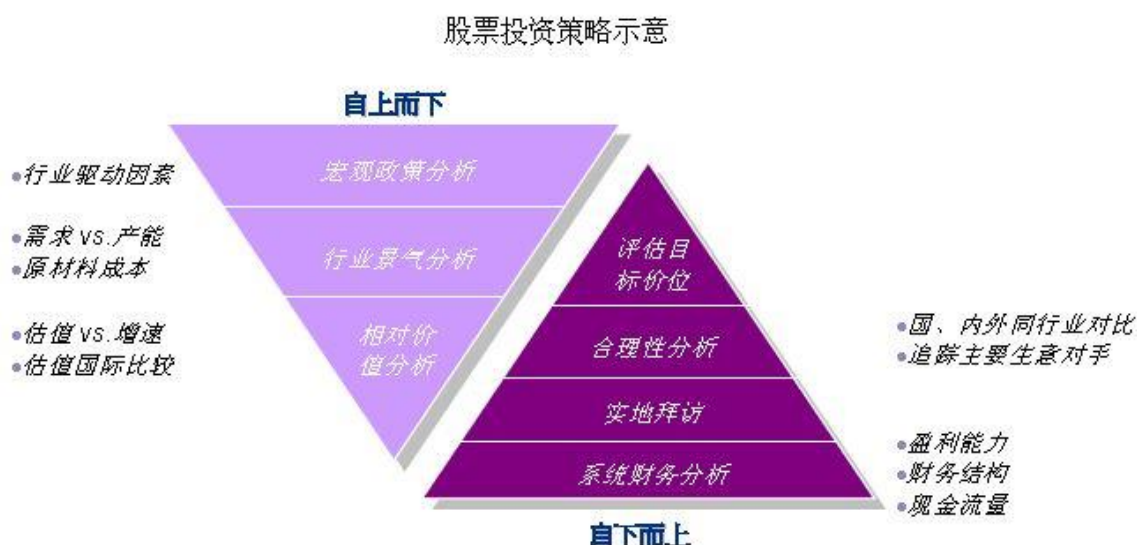 股票投资策略示意
自上而下
•行业驱动因素
宏观政策分析
•需求 vs.产能
•原材料成本
行业景气分析
•估值 vs.增速
•估值国际比较
相对价
值分析
评估目
标价位
合理性分析
•国、内外同行业对比
•追踪主要生意对手
实地拜访
系统财务分析
•盈利能力
•财务结构
•现金流量
自下而上